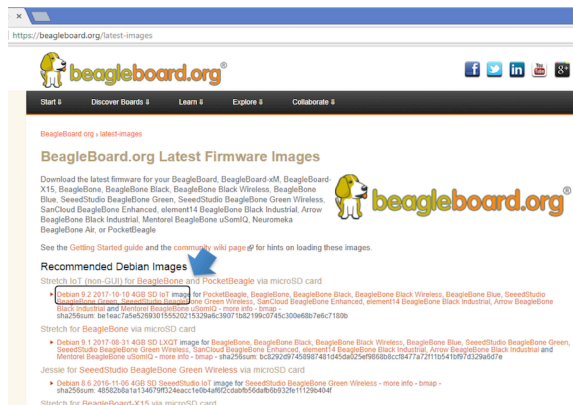 https://beagleboard.org/latest-images
beagleboard.org®
Start
Discover Boards
Learn
Explore
Collaborate
BeagleBoard.org › latest-images
BeagleBoard.org Latest Firmware Images
Download the latest firmware for your BeagleBoard, BeagleBoard-xM, BeagleBoard-
X15, BeagleBone, BeagleBone Black, BeagleBone Black Wireless, BeagleBone
Blue, SeeedStudio BeagleBone Green, SeeedStudio BeagleBone Green Wireless,
SanCloud BeagleBone Enhanced, element14 BeagleBone Black Industrial, Arrow
BeagleBone Black Industrial, Mentorel BeagleBone uSomIQ, Neuromeka
BeagleBone Air, or PocketBeagle
beagleboard.org®
See the Getting Started guide and the community wiki page for hints on loading these images.
Recommended Debian Images
Stretch IoT (non-GUI) for BeagleBone and PocketBeagle via microSD card
Debian 9.2 2017-10-10 4GB SD IoT image for PocketBeagle, BeagleBone, BeagleBone Black, BeagleBone Black Wireless, BeagleBone Blue, SeeedStudio
BeagleBone Green, SeeedStudio BeagleBone Green Wireless, SanCloud BeagleBone Enhanced, element14 BeagleBone Black Industrial, Arrow BeagleBone
Black Industrial and Mentorel BeagleBone uSomIQ - more info - bmap -
sha256sum:
Stretch for BeagleBone via microSD card
Debian 9.1 2017-08-31 4GB SD LXQT image for BeagleBone, BeagleBone Black, BeagleBone Black Wireless, BeagleBone Blue, SeeedStudio BeagleBone Green,
SeeedStudio BeagleBone Green Wireless, SanCloud BeagleBone Enhanced, element14 BeagleBone Black Industrial, Arrow BeagleBone Black Industrial and
Mentorel BeagleBone uSomIQ - more info - bmap - sha256sum:
Jessie for SeeedStudio BeagleBone Green Wireless via microSD card
Debian 8.6 2016-11-06 4GB SD SeeedStudio IoT image for SeeedStudio BeagleBone Green Wireless - more info - bmap -
sha256sum:
Stretch for BeagleBoard-X15 via microSD card